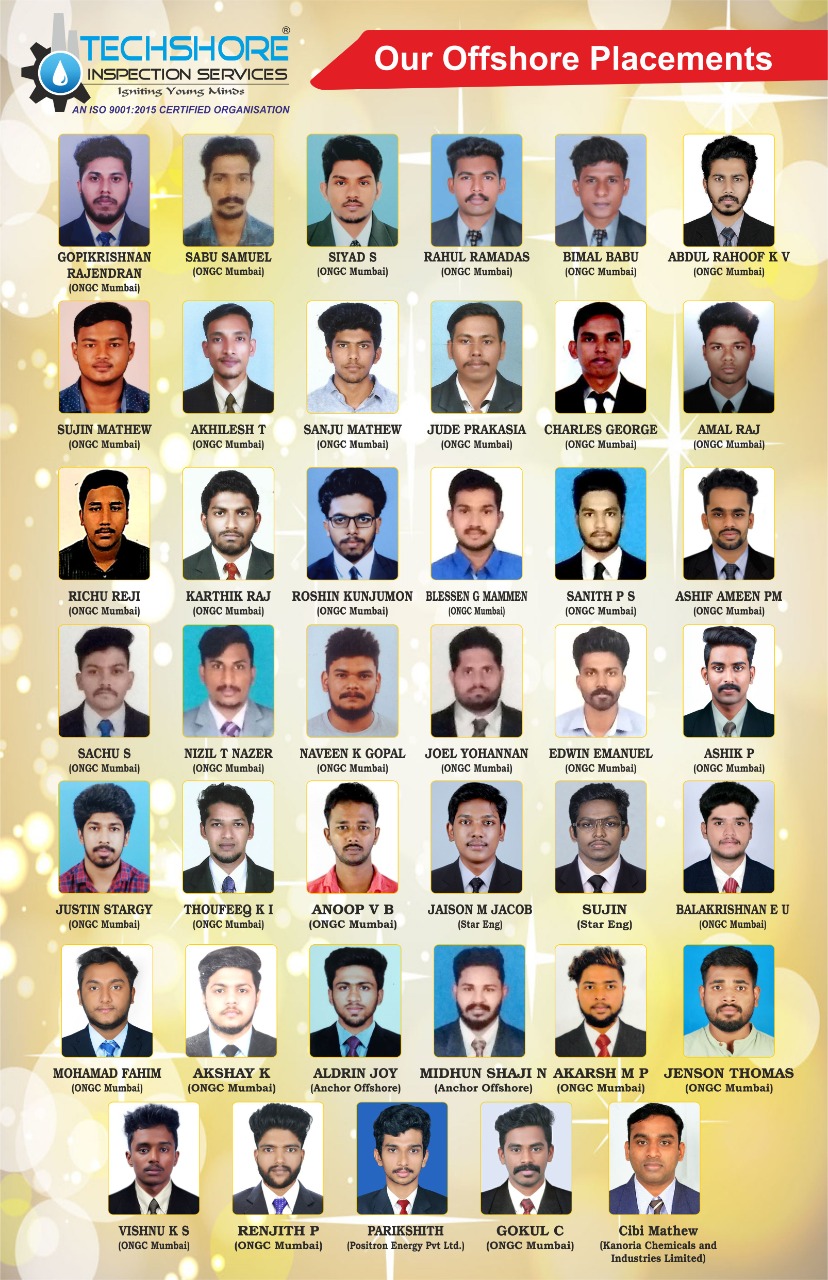 TECHSHORE®
INSPECTION SERVICES
Igniting Young Minds
AN ISO 9001:2015 CERTIFIED ORGANISATION
Our Offshore Placements
GOPIKRISHNAN
RAJENDRAN
(ONGC Mumbai)
SABU SAMUEL
(ONGC Mumbai)
SIYAD S
(ONGC Mumbai)
RAHUL RAMADAS
(ONGC Mumbai)
BIMAL BABU
(ONGC Mumbai)
ABDUL RAHOOF K V
(ONGC Mumbai)
SUJIN MATHEW
(ONGC Mumbai)
AKHILESH T
(ONGC Mumbai)
SANJU MATHEW
(ONGC Mumbai)
JUDE PRAKASIA
(ONGC Mumbai)
CHARLES GEORGE
(ONGC Mumbai)
AMAL RAJ
(ONGC Mumbai)
RICHU REJI
(ONGC Mumbai)
KARTHIK RAJ
(ONGC Mumbai)
ROSHIN KUNJUMON
(ONGC Mumbai)
BLESSEN G MAMMEN
(ONGC Mumbai)
SANITH P S
(ONGC Mumbai)
ASHIF AMEEN PM
(ONGC Mumbai)
SACHU S
(ONGC Mumbai)
NIZIL T NAZER
(ONGC Mumbai)
NAVEEN K GOPAL
(ONGC Mumbai)
JOEL YOHANNAN
(ONGC Mumbai)
EDWIN EMANUEL
(ONGC Mumbai)
ASHIK P
(ONGC Mumbai)
JUSTIN STARGY
(ONGC Mumbai)
THOUFEEQ K I
(ONGC Mumbai)
ANOOP V B
(ONGC Mumbai)
JAISON M JACOB
(Star Eng)
SUJIN
(Star Eng)
BALAKRISHNAN E U
(ONGC Mumbai)
MOHAMAD FAHIM
(ONGC Mumbai)
AKSHAY K
(ONGC Mumbai)
ALDRIN JOY
(Anchor Offshore)
MIDHUN SHAJI N
(Anchor Offshore)
AKARSH M P
(ONGC Mumbai)
JENSON THOMAS
(ONGC Mumbai)
VISHNU K S
(ONGC Mumbai)
RENJITH P
(ONGC Mumbai)
PARIKSHITH
(Positron Energy Pvt Ltd.)
GOKUL C
(ONGC Mumbai)
Cibi Mathew
(Kanoria Chemicals and
Industries Limited)